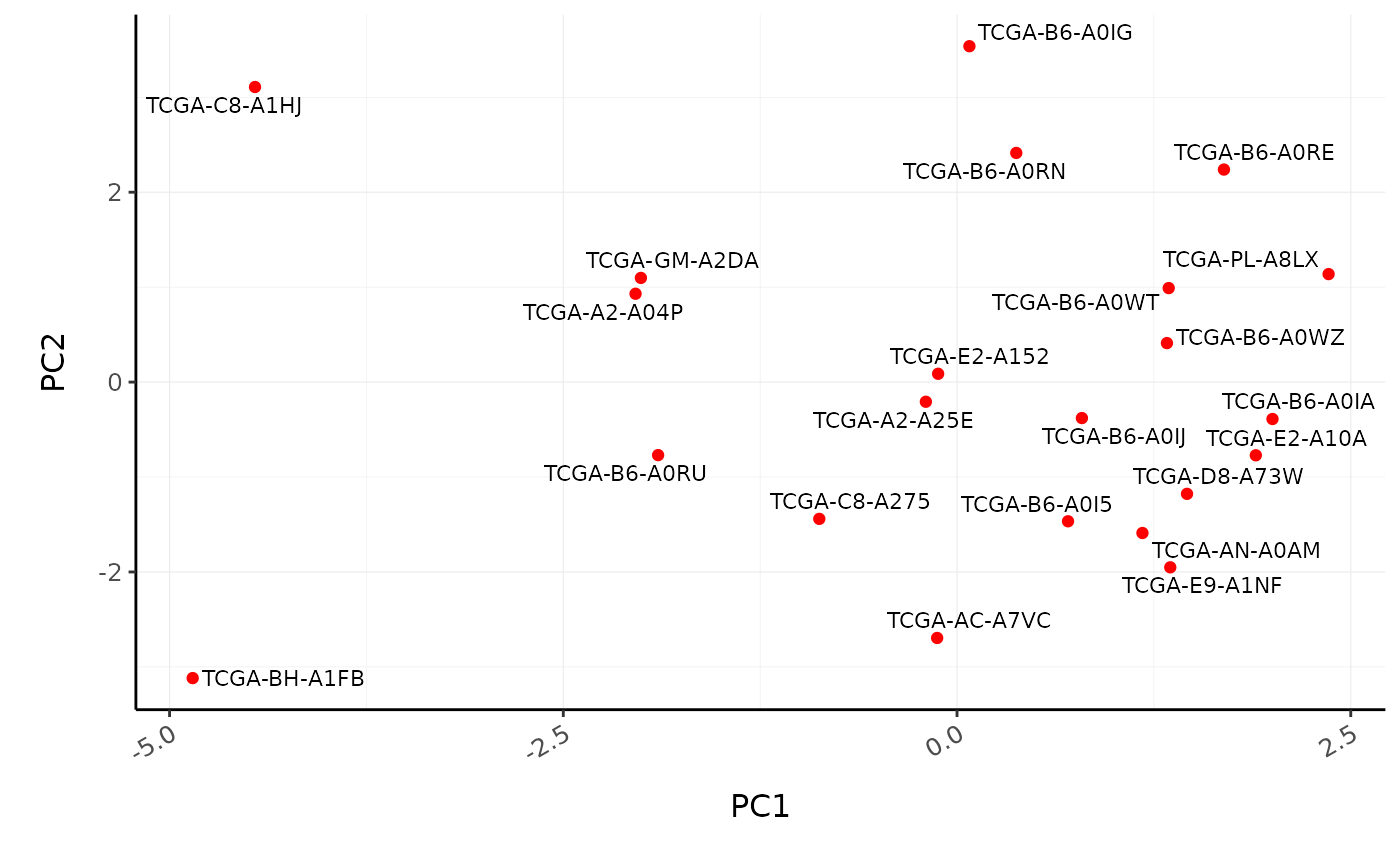 TCGA-B6-A0IG
TCGA-C8-A1HJ
TCGA-B6-A0RE
TCGA-B6-A0RN
2
TCGA-GM-A2DA
TCGA-PL-A8LX
TCGA-B6-A0WT
TCGA-A2-A04P
TCGA-B6-A0WZ
TCGA-E2-A152
PC2
0
TCGA-B6-A0IA
TCGA-A2-A25E
TCGA-B6-A0IJ
TCGA-E2-A10A
TCGA-B6-A0RU
TCGA-D8-A73W
TCGA-C8-A275
TCGA-B6-A0I5
TCGA-AN-A0AM
-2
TCGA-E9-A1NF
TCGA-AC-A7VC
TCGA-BH-A1FB
-5.0
-2.5
0.0
2.5
PC1